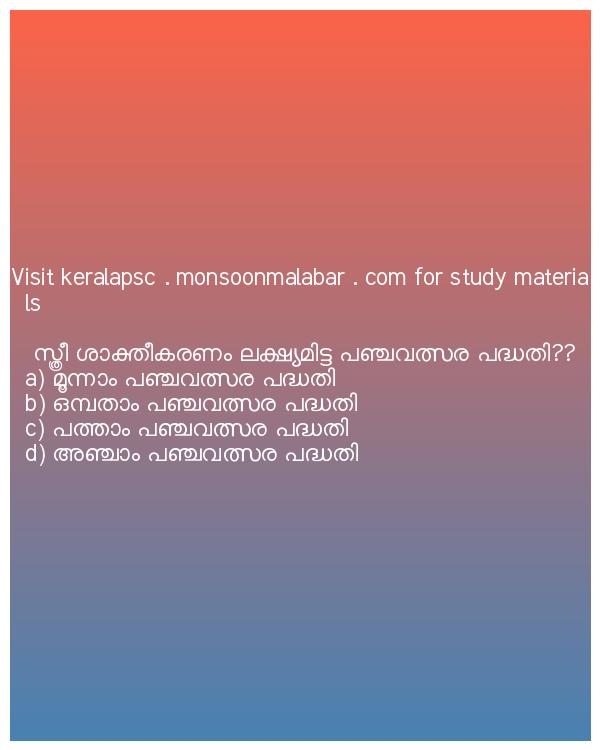 Visit keralapsc . monsoonmalabar . com for study materia
ls
സ്ത്രീ ശാക്തീകരണം ലക്ഷ്യമിട്ട പഞ്ചവത്സര പദ്ധതി??
a) മൂന്നാം പഞ്ചവത്സര പദ്ധതി
b) ഒമ്പതാം പഞ്ചവത്സര പദ്ധതി
c) പത്താം പഞ്ചവത്സര പദ്ധതി
d) അഞ്ചാം പഞ്ചവത്സര പദ്ധതി